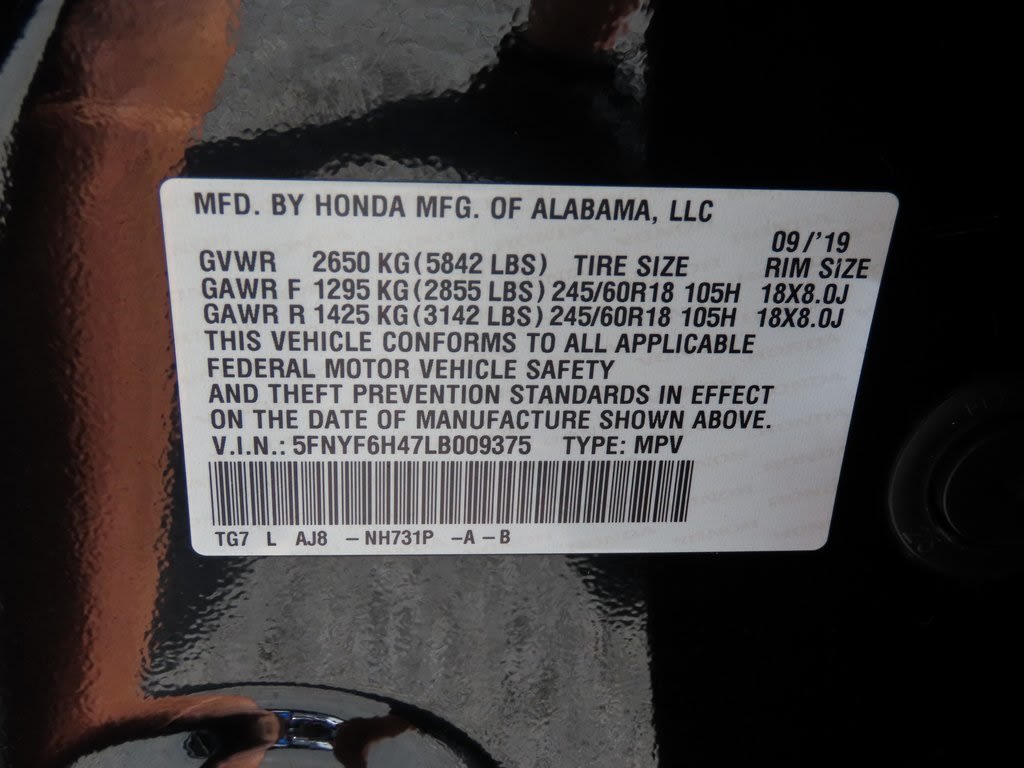 MFD. BY HONDA MFG. OF ALABAMA, LLC
09/'19
GVWR 2650 KG (5842 LBS) TIRE SIZE RIM SIZE
GAWR F 1295 KG (2855 LBS) 245/60R18 105H 18X8.0J
GAWR R 1425 KG (3142 LBS) 245/60R18 105H 18X8.0J
THIS VEHICLE CONFORMS TO ALL APPLICABLE
FEDERAL MOTOR VEHICLE SAFETY
AND THEFT PREVENTION STANDARDS IN EFFECT
ON THE DATE OF MANUFACTURE SHOWN ABOVE.
V.I.N.: 5FNYF6H47LB009375 TYPE: MPV
TG7 L AJ8 -NH731P -A-B